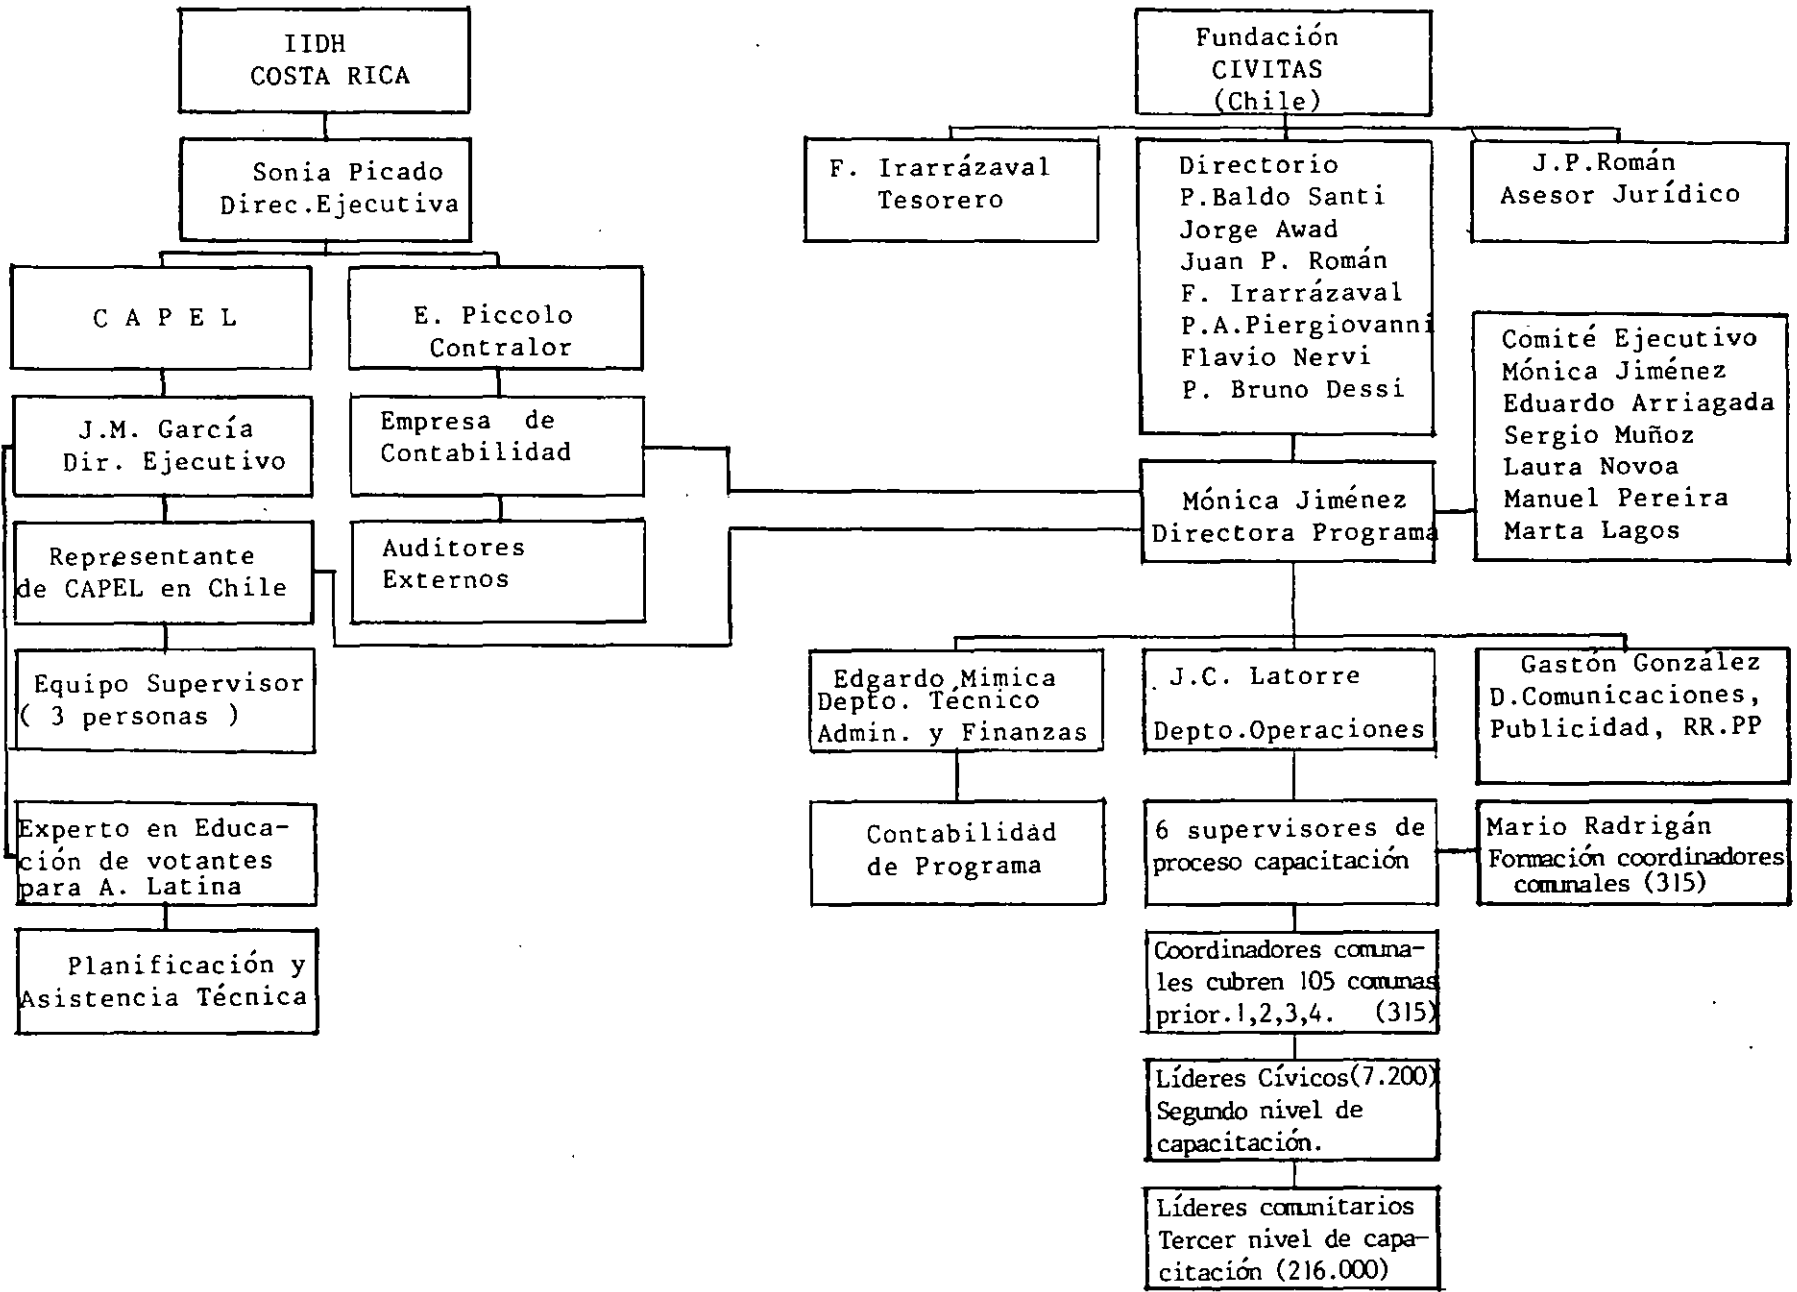 IIDH
COSTA RICA
Sonia Picado
Direc.Ejecutiva
C A P E L
E. Piccolo
Contralor
J.M. García
Dir. Ejecutivo
Empresa de
Contabilidad
Representante
de CAPEL en Chile
Auditores
Externos
Equipo Supervisor
( 3 personas )
Experto en Educa-
ción de votantes
para A. Latina
Planificación y
Asistencia Técnica
Fundación
CIVITAS
(Chile)
F. Irarrázaval
Tesorero
Directorio
P.Baldo Santi
Jorge Awad
Juan P. Román
F. Irarrázaval
P.A.Piergiovanni
Flavio Nervi
P. Bruno Dessi
J.P.Román
Asesor Jurídico
Comité Ejecutivo
Mónica Jiménez
Eduardo Arriagada
Sergio Muñoz
Laura Novoa
Manuel Pereira
Marta Lagos
Mónica Jiménez
Directora Programa
Edgardo Mimica
Depto. Técnico
Admin. y Finanzas
J.C. Latorre
Depto.Operaciones
Gastón González
D.Comunicaciones,
Publicidad, RR.PP
Contabilidad
de Programa
6 supervisores de
proceso capacitación
Mario Radrigán
Formación coordinadores
comunales (315)
Coordinadores comuna-
les cubren 105 comunas
prior.1,2,3,4. (315)
Líderes Cívicos(7.200)
Segundo nivel de
capacitación.
Líderes comunitarios
Tercer nivel de capa-
citación (216.000)